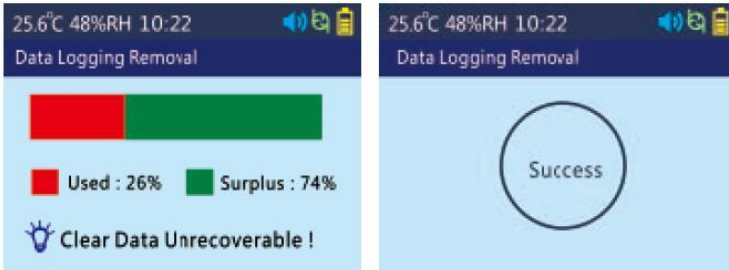 25.6°C 48%RH 10:22
Data Logging Removal
Used : 26% Surplus : 74%
Clear Data Unrecoverable !
25.6°C 48%RH 10:22
Data Logging Removal
Success